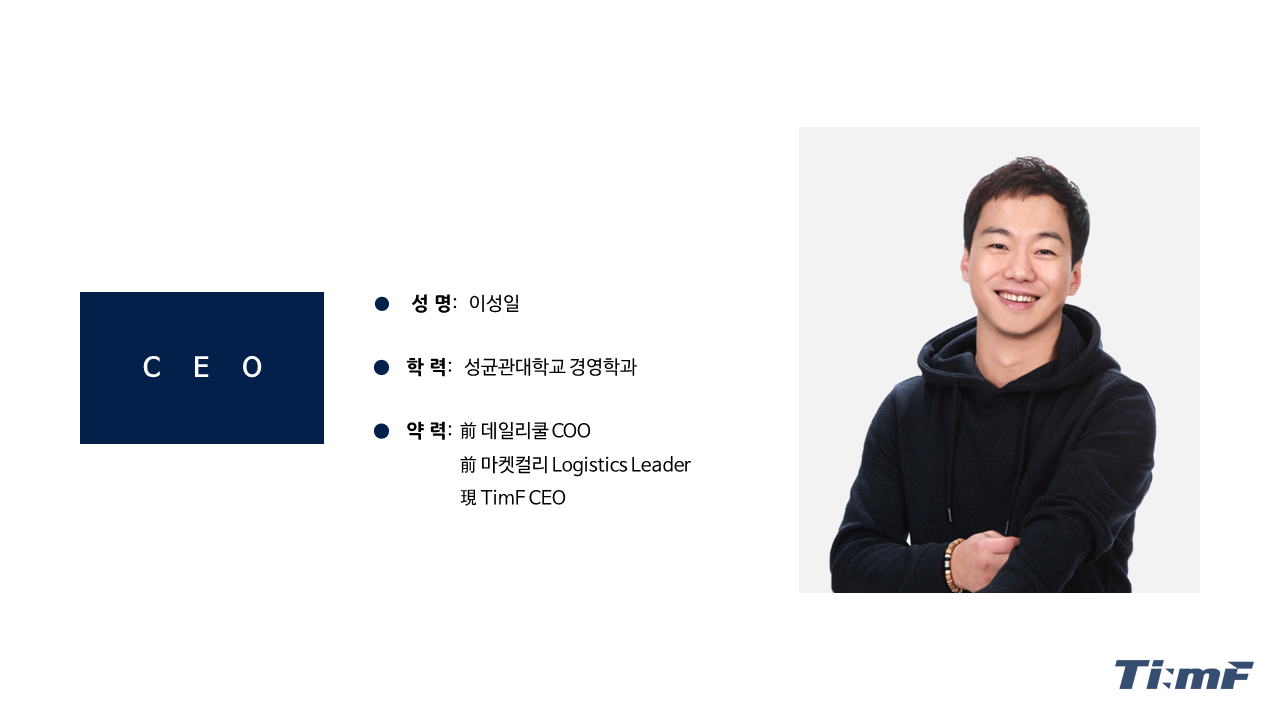 CEO
성 명: 이성일
학 력: 성균관대학교 경영학과
약 력: 前 데일리쿨 COO
前 마켓컬리 Logistics Leader
現 TimF CEO
TimF